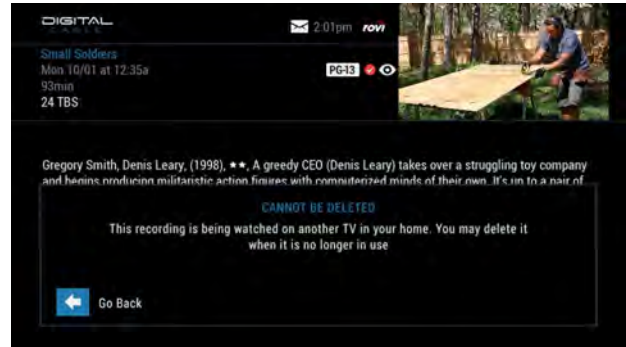 DIGITAL
CABLE
2:01pm rovi
Small Soldiers
Mon 10/01 at 12:35a
PG-13
93min
24 TBS
Gregory Smith, Denis Leary, (1998), ★★, A greedy CEO (Denis Leary) takes over a struggling toy company
and begins producing militaristic action figures with computerized minds of their own. It's up to a pair of
CANNOT BE DELETED
This recording is being watched on another TV in your home. You may delete it
when it is no longer in use
Go Back